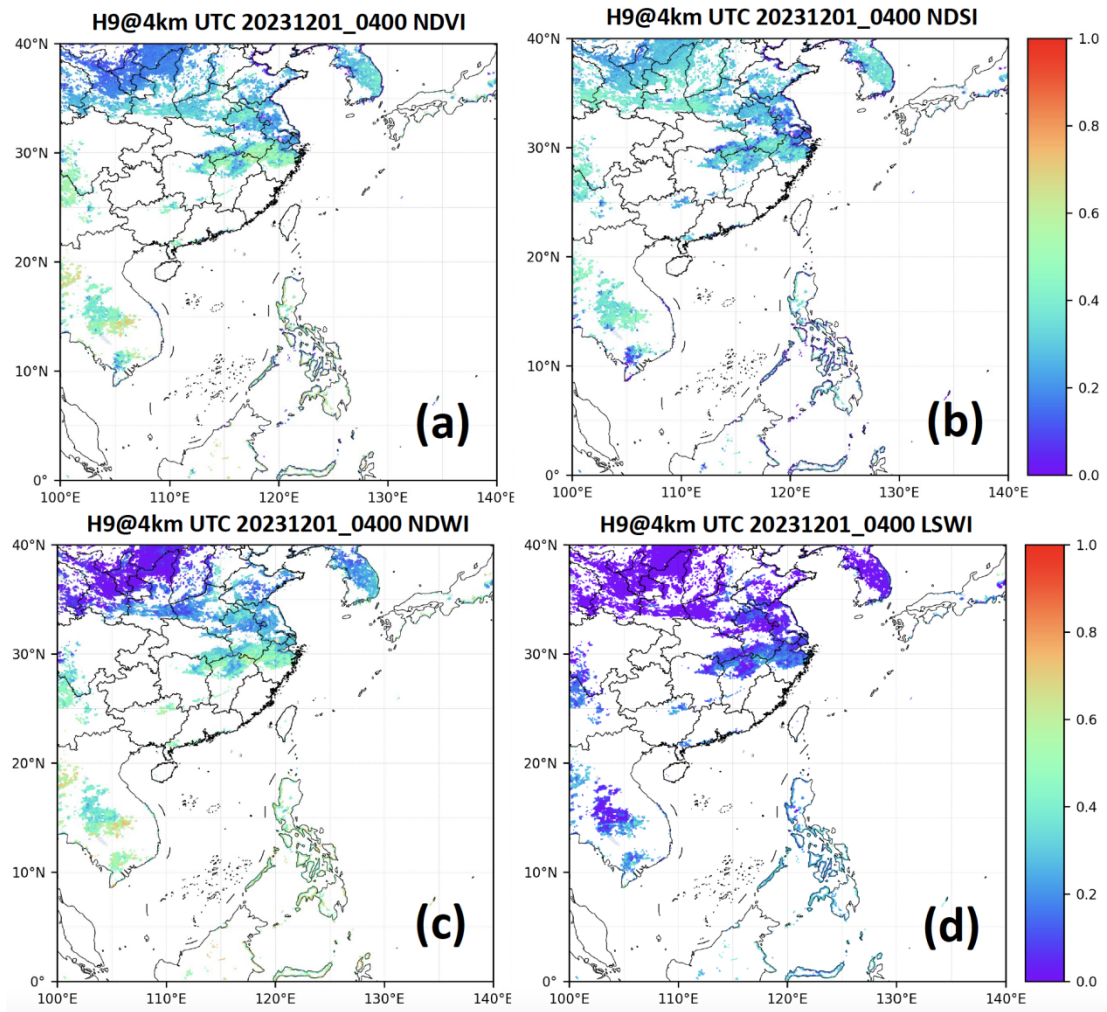 H9@4km UTC 20231201_0400 NDVI
40°N
30°N
20°N
10°N
0°
100°E
110°E
120°E
130°E
140°E
(a)
H9@4km UTC 20231201_0400 NDSI
40°N
30°N
20°N
10°N
0°
100°E
110°E
120°E
130°E
140°E
(b)
1.0
0.8
0.6
0.4
0.2
0.0
H9@4km UTC 20231201_0400 NDWI
40°N
30°N
20°N
10°N
0°
100°E
110°E
120°E
130°E
140°E
(c)
H9@4km UTC 20231201_0400 LSWI
40°N
30°N
20°N
10°N
0°
100°E
110°E
120°E
130°E
140°E
(d)
1.0
0.8
0.6
0.4
0.2
0.0